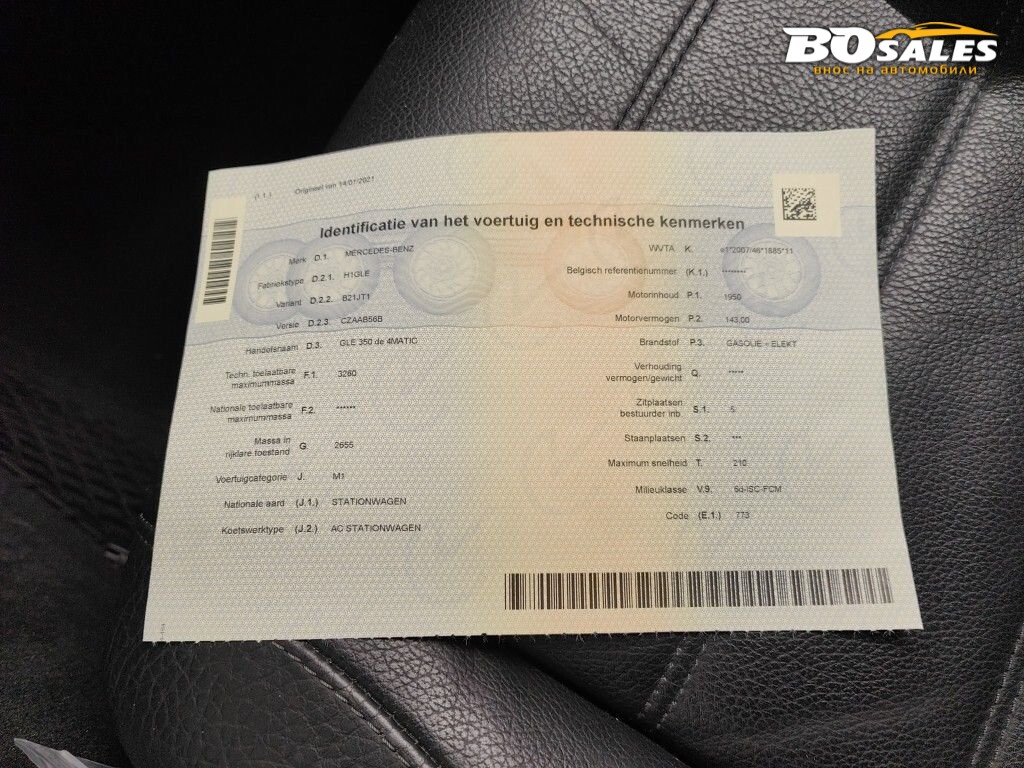 BOSALES
внос на автомобили
(1.1.) Origineel van 14/01/2021
Identificatie van het voertuig en technische kenmerken
Merk D.1. MERCEDES-BENZ
Fabriekstype D.2.1. H1GLE
Variant D.2.2. B21JT1
Versie D.2.3. CZAAB56B
Handelsnaam D.3. GLE 350 de 4MATIC
Techn. toelaatbare
maximummassa F.1. 3260
Nationale toelaatbare
maximummassa F.2. ******
Massa in
rijklare toestand G. 2655
Voertuigcategorie J. M1
Nationale aard (J.1.) STATIONWAGEN
Koetswerktype (J.2.) AC STATIONWAGEN
WVTA K. e1*2007/46*1885*11
Belgisch referentienummer (K.1.) ********
Motorinhoud P.1. 1950
Motorvermogen P.2. 143,00
Brandstof P.3. GASOLIE + ELEKT
Verhouding
vermogen/gewicht Q. *****
Zitplaatsen
bestuurder inb. S.1. 5
Staanplaatsen S.2. ***
Maximum snelheid T. 210
Milieuklasse V.9. 6d-ISC-FCM
Code (E.1.) 773